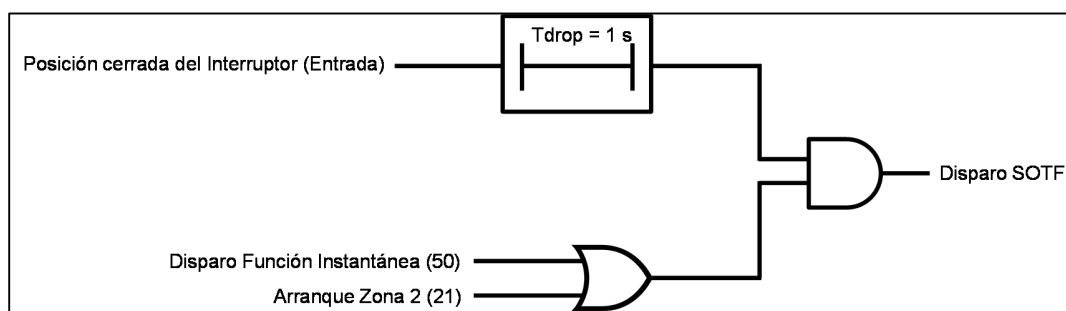 Tdrop = 1 s
Posición cerrada del Interruptor (Entrada)
Disparo SOTF
Disparo Función Instantánea (50)
Arranque Zona 2 (21)